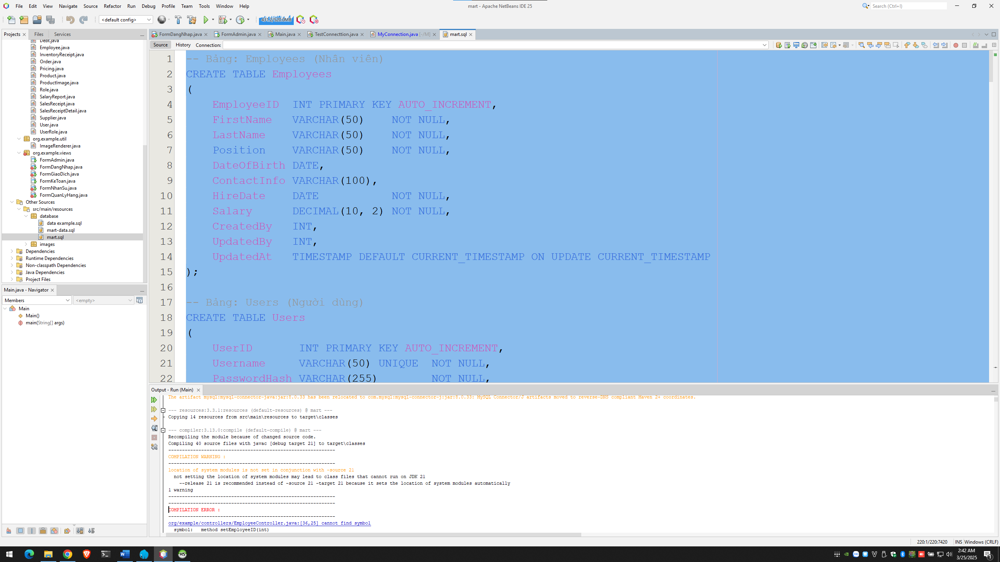 File Edit View Navigate Source Refactor Run Debug Profile Team Tools Window Help
mart - Apache NetBeans IDE 25
Search (Ctrl+I)
<default config>
431.2/520.0MB
Projects Files Services
Debt.java
Employee.java
InventoryReceipt.java
Order.java
Pricing.java
Product.java
ProductImage.java
Role.java
SalaryReport.java
SalesReceipt.java
SalesReceiptDetail.java
Supplier.java
User.java
UserRole.java
org.example.util
ImageRenderer.java
org.example.views
FormAdmin.java
FormDangNhap.java
FormGiaoDich.java
FormKeToan.java
FormNhanSu.java
FormQuanLyHang.java
Other Sources
src/main/resources
database
data example.sql
mart-data.sql
mart.sql
images
Dependencies
Runtime Dependencies
Non-classpath Dependencies
Java Dependencies
Project Files
Main.java - Navigator
Members <empty>
Main
Main()
main(String[] args)
FormDangNhap.java FormAdmin.java Main.java TestConnecttion.java MyConnection.java [-/M] mart.sql
Source History Connection:
1 -- Bảng: Employees (Nhân viên)
2 CREATE TABLE Employees
3 (
4 EmployeeID INT PRIMARY KEY AUTO_INCREMENT,
5 FirstName VARCHAR(50) NOT NULL,
6 LastName VARCHAR(50) NOT NULL,
7 Position VARCHAR(50) NOT NULL,
8 DateOfBirth DATE,
9 ContactInfo VARCHAR(100),
10 HireDate DATE NOT NULL,
11 Salary DECIMAL(10, 2) NOT NULL,
12 CreatedBy INT,
13 UpdatedBy INT,
14 UpdatedAt TIMESTAMP DEFAULT CURRENT_TIMESTAMP ON UPDATE CURRENT_TIMESTAMP
15 );
16
17 -- Bảng: Users (Người dùng)
18 CREATE TABLE Users
19 (
20 UserID INT PRIMARY KEY AUTO_INCREMENT,
21 Username VARCHAR(50) UNIQUE NOT NULL,
22 PasswordHash VARCHAR(255) NOT NULL,
Output - Run (Main)
The artifact mysql:mysql-connector-java:jar:8.0.33 has been relocated to com.mysql:mysql-connector-j:jar:8.0.33: MySQL Connector/J artifacts moved to reverse-DNS compliant Maven 2+ coordinates.
--- resources:3.3.1:resources (default-resources) @ mart ---
Copying 14 resources from src\main\resources to target\classes
--- compiler:3.13.0:compile (default-compile) @ mart ---
Recompiling the module because of changed source code.
Compiling 40 source files with javac [debug target 21] to target\classes
-------------------------------------------------------------
COMPILATION WARNING :
-------------------------------------------------------------
location of system modules is not set in conjunction with -source 21
not setting the location of system modules may lead to class files that cannot run on JDK 21
--release 21 is recommended instead of -source 21 -target 21 because it sets the location of system modules automatically
1 warning
-------------------------------------------------------------
-------------------------------------------------------------
COMPILATION ERROR :
-------------------------------------------------------------
org/example/controllers/EmployeeController.java:[36,25] cannot find symbol
symbol: method setEmployeeID(int)
220:1/220:7420 INS Windows (CRLF)
HS
Zalo
2:42 AM
3/25/2025
1